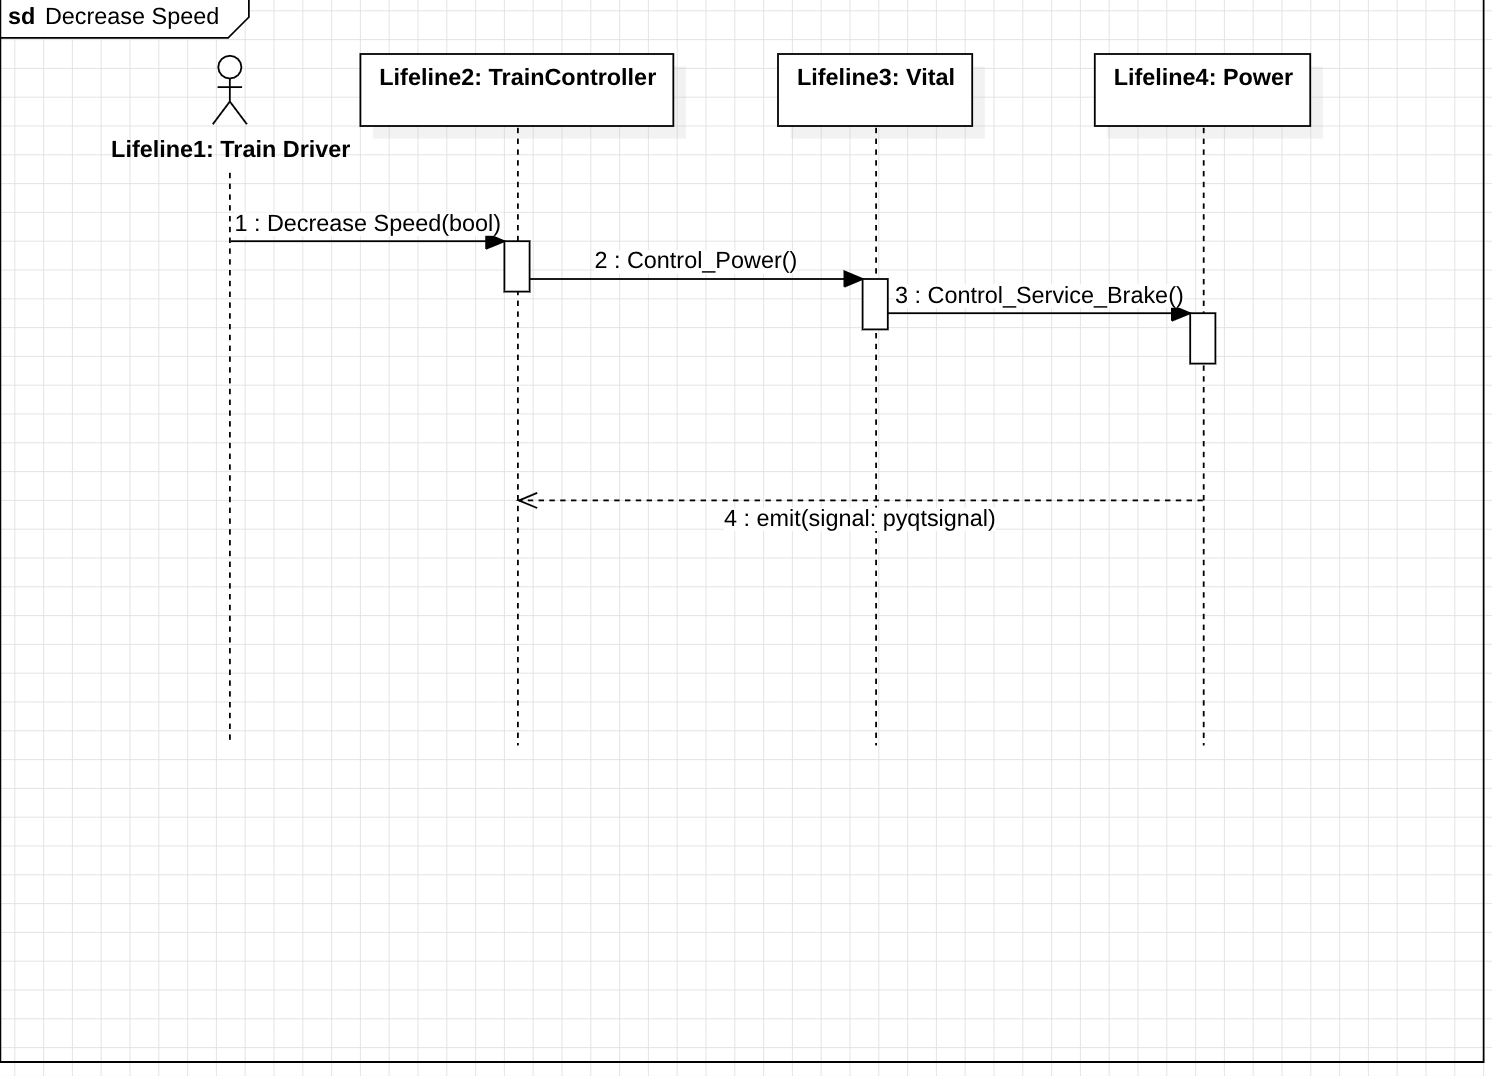 sd Decrease Speed
Lifeline1: Train Driver
Lifeline2: TrainController
Lifeline3: Vital
Lifeline4: Power
1 : Decrease Speed(bool)
2 : Control_Power()
3 : Control_Service_Brake()
4 : emit(signal: pyqtsignal)